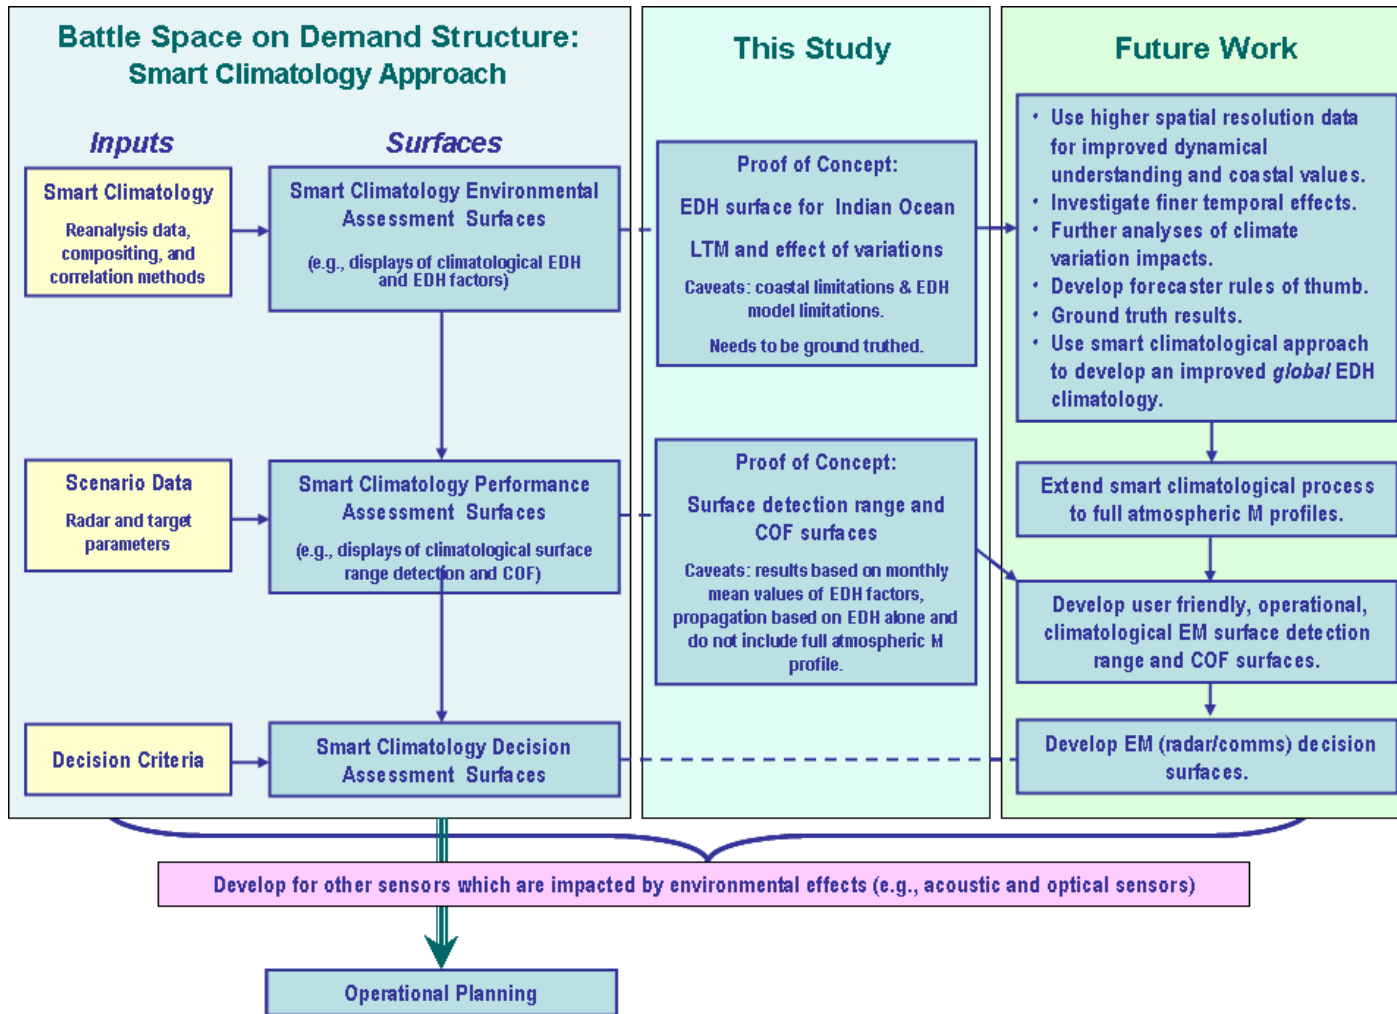 Battle Space on Demand Structure:
Smart Climatology Approach
Inputs
Surfaces
Smart Climatology
Reanalysis data,
compositing, and
correlation methods
Smart Climatology Environmental
Assessment Surfaces
(e.g., displays of climatological EDH
and EDH factors)
Scenario Data
Radar and target
parameters
Smart Climatology Performance
Assessment Surfaces
(e.g., displays of climatological surface
range detection and COF)
Decision Criteria
Smart Climatology Decision
Assessment Surfaces
This Study
Proof of Concept:
EDH surface for Indian Ocean
LTM and effect of variations
Caveats: coastal limitations & EDH
model limitations.
Needs to be ground truthed.
Proof of Concept:
Surface detection range and
COF surfaces
Caveats: results based on monthly
mean values of EDH factors,
propagation based on EDH alone and
do not include full atmospheric M
profile.
Future Work
• Use higher spatial resolution data
for improved dynamical
understanding and coastal values.
• Investigate finer temporal effects.
• Further analyses of climate
variation impacts.
• Develop forecaster rules of thumb.
• Ground truth results.
• Use smart climatological approach
to develop an improved global EDH
climatology.
Extend smart climatological process
to full atmospheric M profiles.
Develop user friendly, operational,
climatological EM surface detection
range and COF surfaces.
Develop EM (radar/comms) decision
surfaces.
Develop for other sensors which are impacted by environmental effects (e.g., acoustic and optical sensors)
Operational Planning